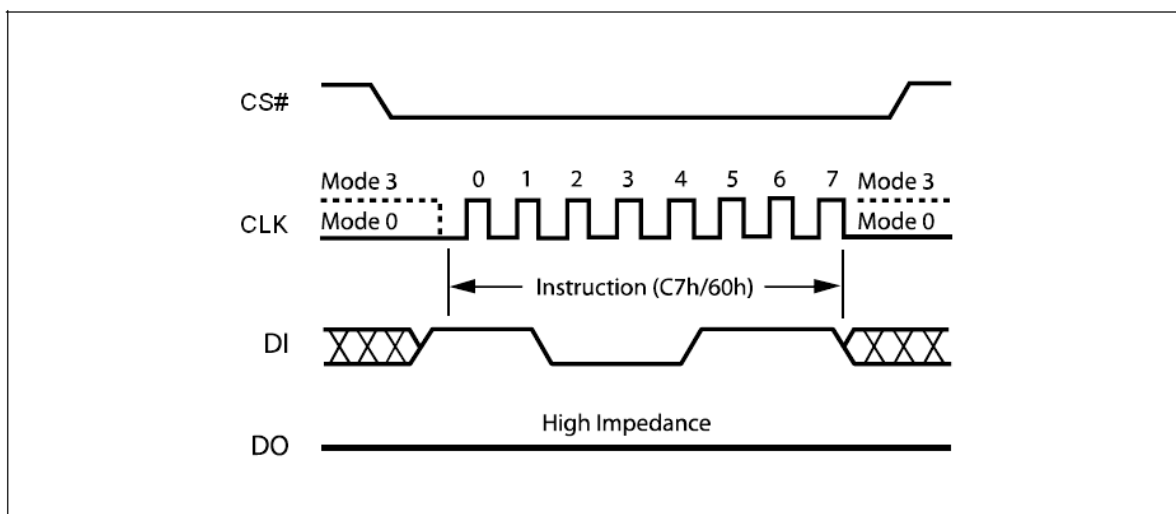 CS#
Mode 3 0 1 2 3 4 5 6 7 Mode 3
CLK Mode 0 Mode 0
Instruction (C7h/60h)
DI
High Impedance
DO